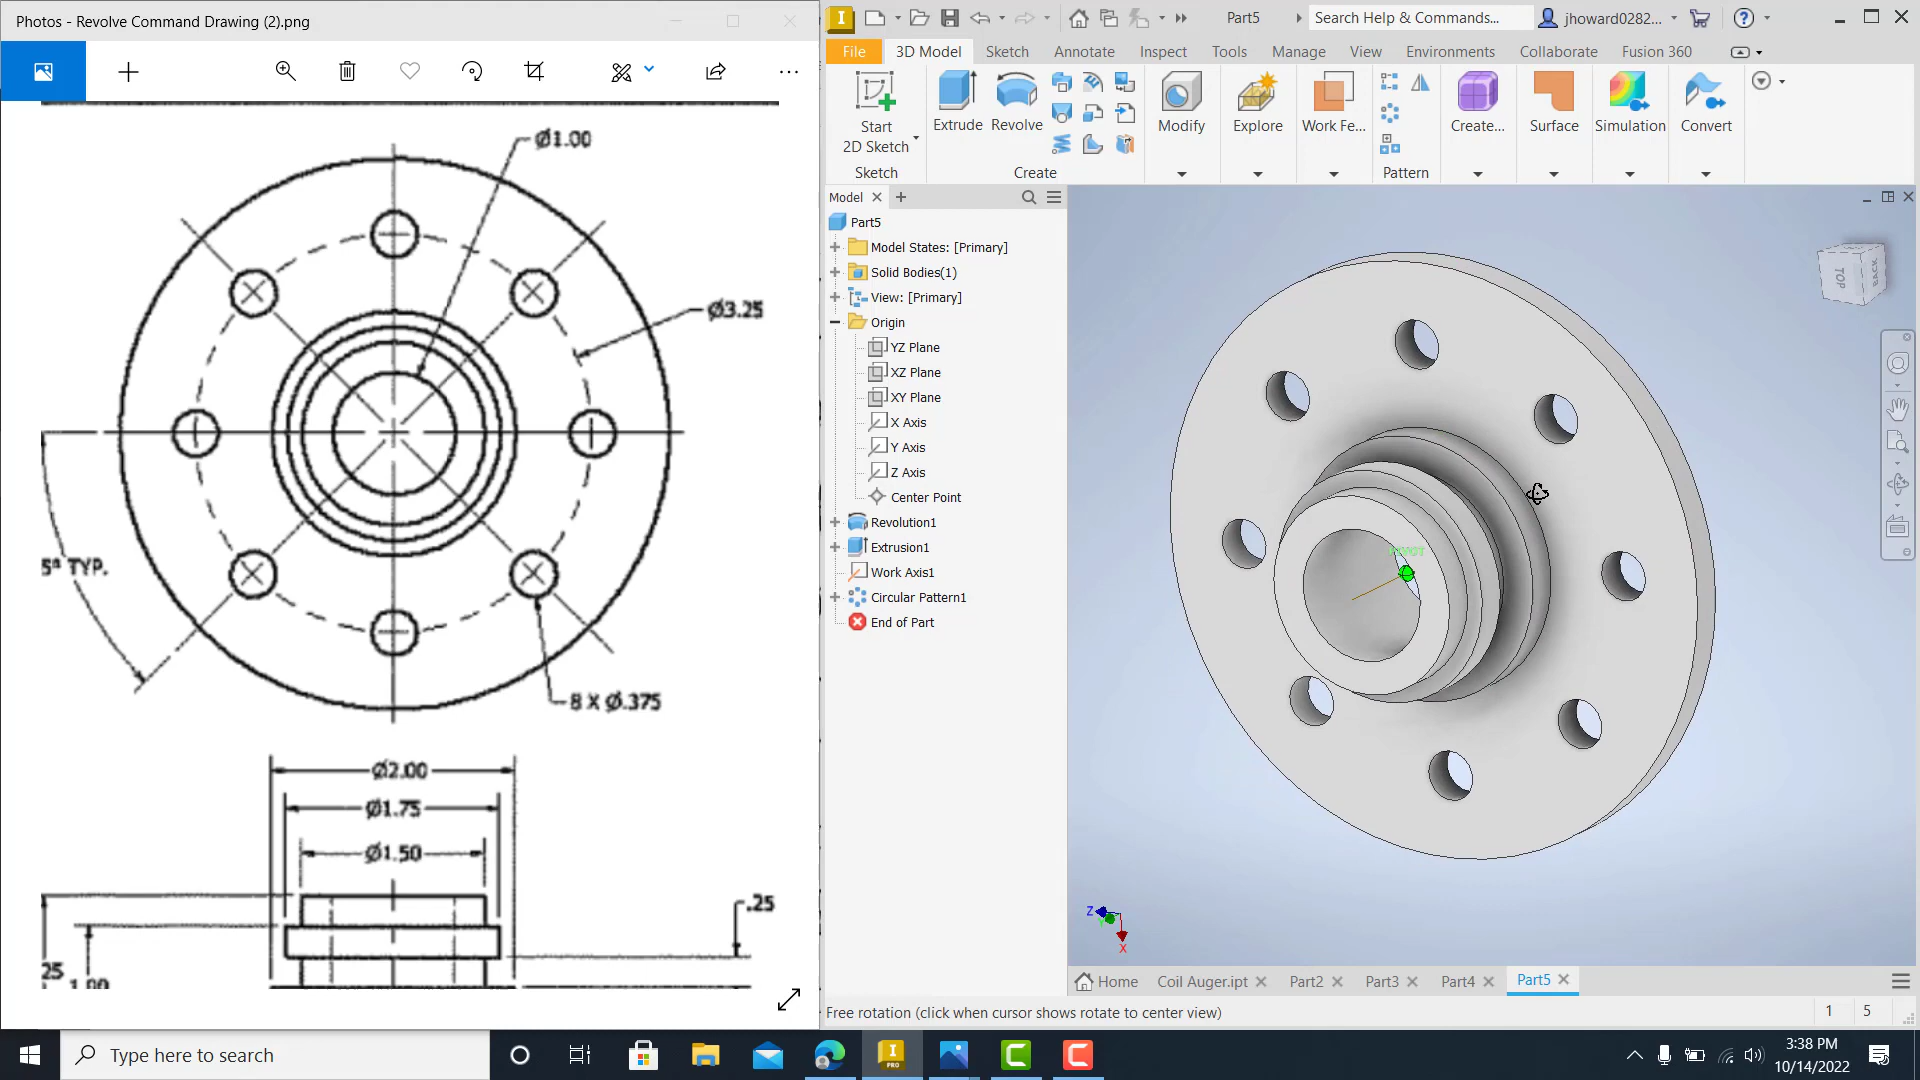 Photos - Revolve Command Drawing (2).png
Ø1.00
Ø3.25
5° TYP.
8 X Ø.375
Ø2.00
Ø1.75
Ø1.50
.25
25
1.00
I
Part5
Search Help & Commands...
jhoward0282...
File
3D Model
Sketch
Annotate
Inspect
Tools
Manage
View
Environments
Collaborate
Fusion 360
Start
2D Sketch
Extrude
Revolve
Modify
Explore
Work Fe...
Create...
Surface
Simulation
Convert
Sketch
Create
Pattern
Model
Part5
Model States: [Primary]
Solid Bodies(1)
View: [Primary]
Origin
YZ Plane
XZ Plane
XY Plane
X Axis
Y Axis
Z Axis
Center Point
Revolution1
Extrusion1
Work Axis1
Circular Pattern1
End of Part
TOP
BACK
PIVOT
Z
Y
X
Home
Coil Auger.ipt
Part2
Part3
Part4
Part5
Free rotation (click when cursor shows rotate to center view)
1
5
Type here to search
I
PRO
3:38 PM
10/14/2022